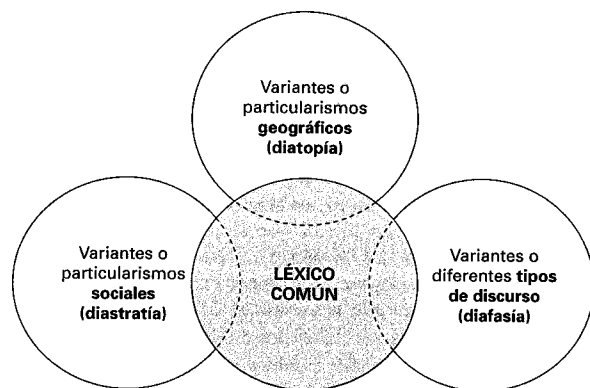 Variantes o
particularismos
geográficos
(diatopía)
Variantes o
particularismos
sociales
(diastratía)
LÉXICO
COMÚN
Variantes o
diferentes tipos
de discurso
(diafasía)